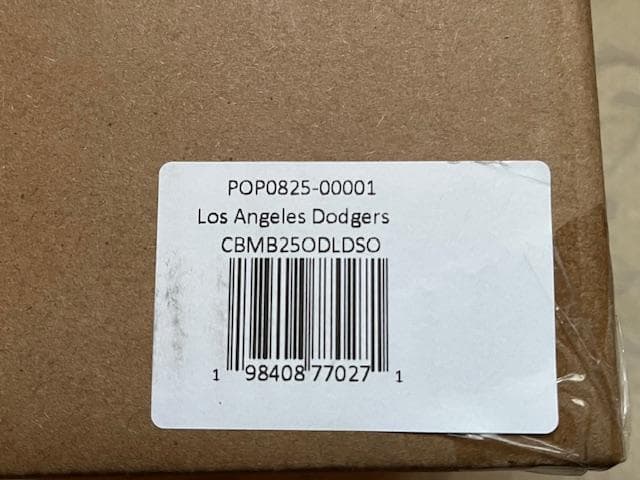 POP0825-00001
Los Angeles Dodgers
CBMB25ODLDSO
1 98408 77027 1